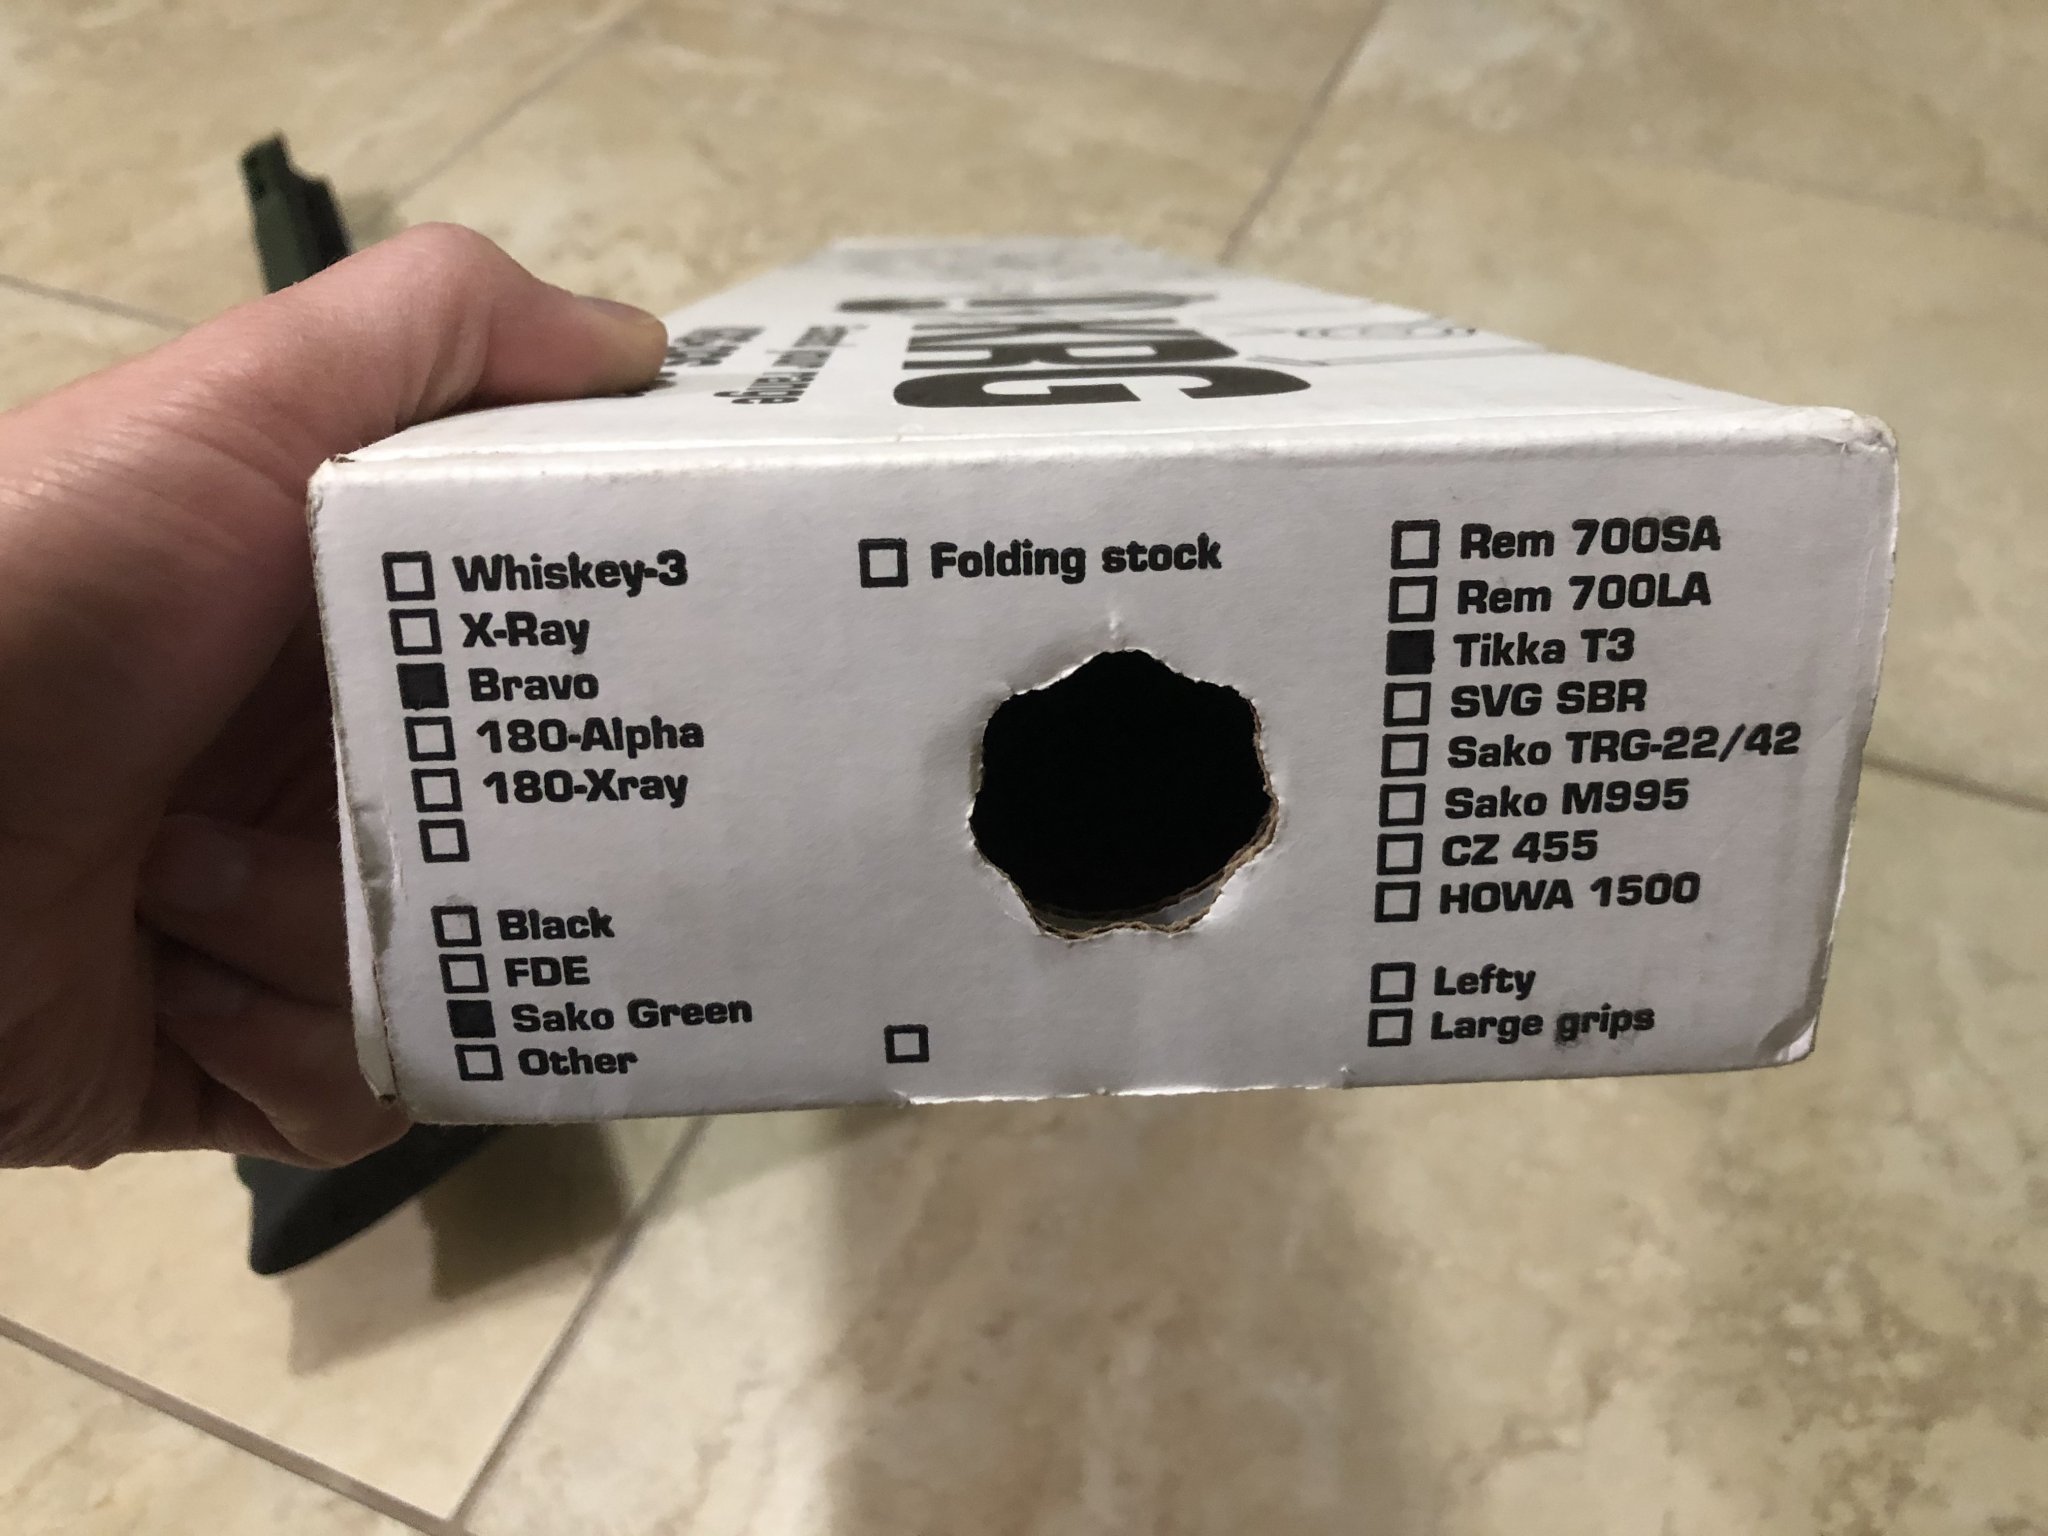 KRG
Whiskey-3
X-Ray
Bravo
180-Alpha
180-Xray
Black
FDE
Sako Green
Other
Folding stock
Rem 700SA
Rem 700LA
Tikka T3
SVG SBR
Sako TRG-22/42
Sako M995
CZ 455
HOWA 1500
Lefty
Large grips